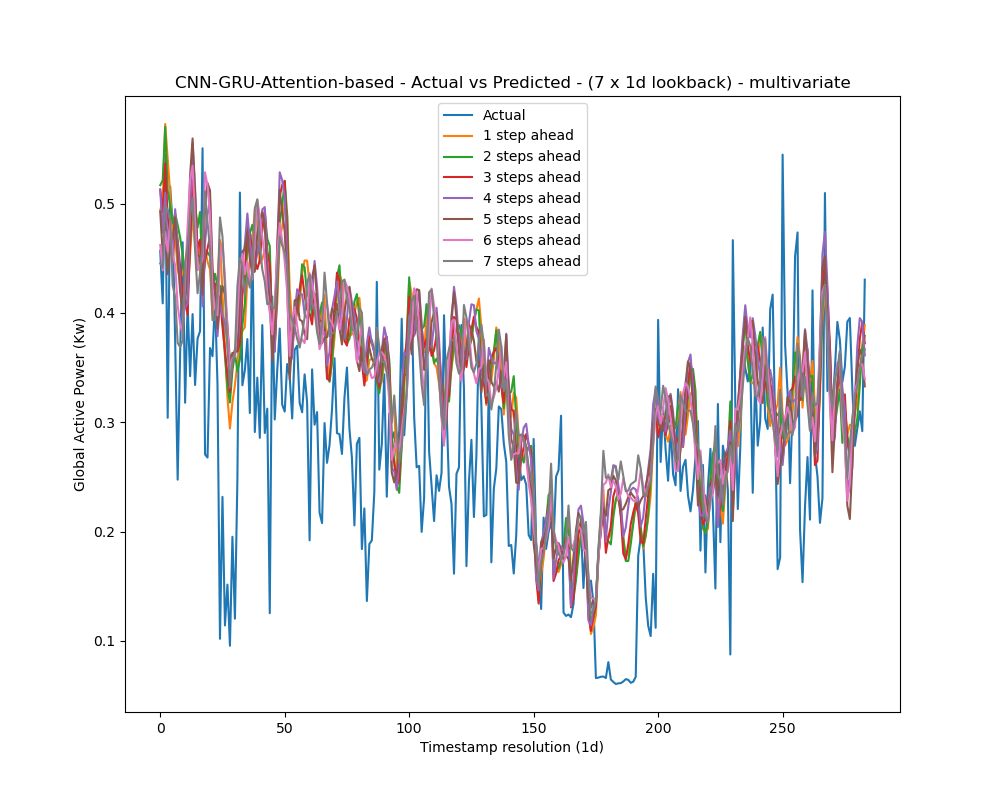 CNN-GRU-Attention-based - Actual vs Predicted - (7 x 1d lookback) - multivariate
Actual
1 step ahead
2 steps ahead
3 steps ahead
4 steps ahead
5 steps ahead
6 steps ahead
7 steps ahead
Global Active Power (Kw)
0.5
0.4
0.3
0.2
0.1
0 50 100 150 200 250
Timestamp resolution (1d)